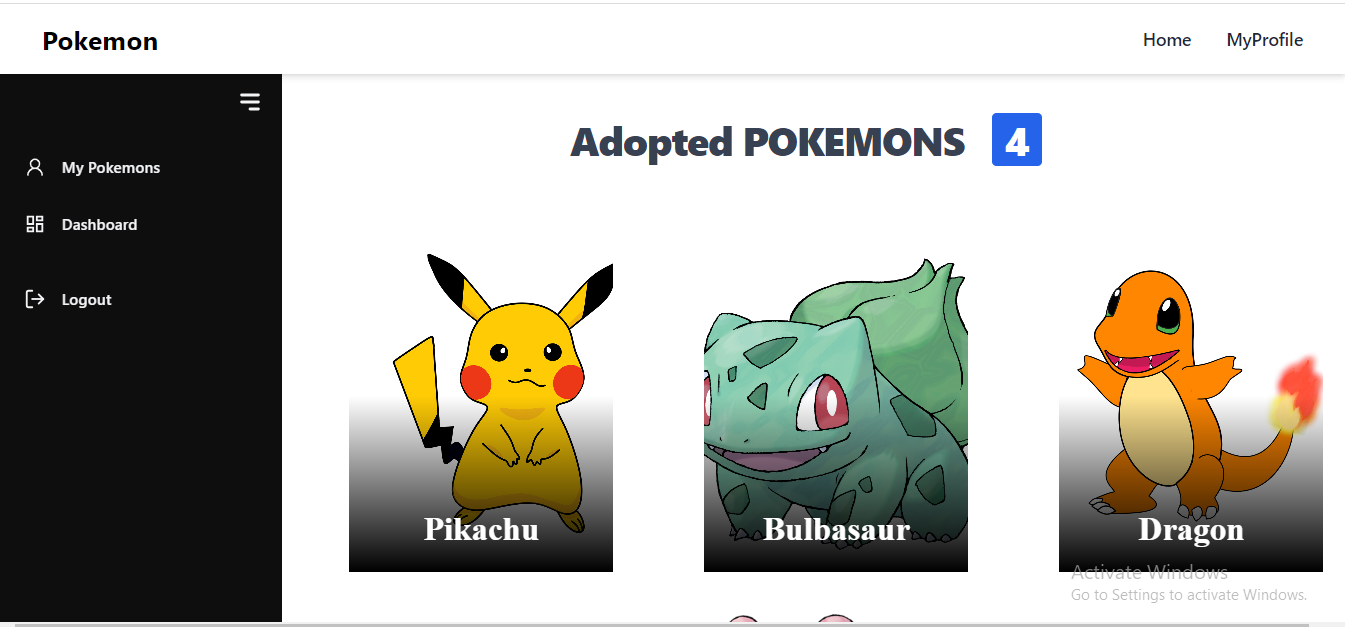 Pokemon
Home
MyProfile
My Pokemons
Dashboard
Logout
Adopted POKEMONS 4
Pikachu
Bulbasaur
Dragon
Activate Windows
Go to Settings to activate Windows.